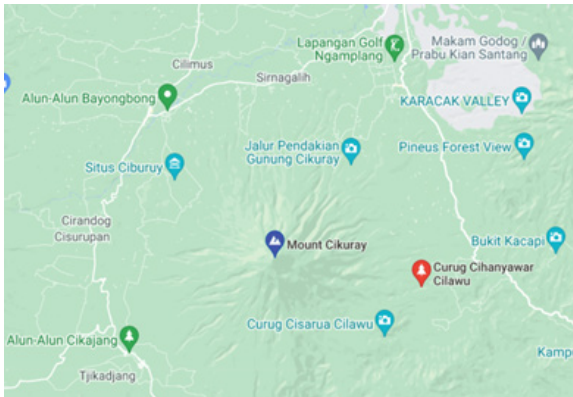 Lapangan Golf
Ngamplang
Makam Godog /
Prabu Kian Santang
Cilimus
Sirnagalih
Alun-Alun Bayongbong
KARACAK VALLEY
Jalur Pendakian
Gunung Cikuray
Pineus Forest View
Situs Ciburuy
Cirandog
Cisurupan
Mount Cikuray
Bukit Kacapi
Curug Cihanyawar
Cilawu
Curug Cisarua Cilawu
Alun-Alun Cikajang
Kamp
Tjikadjang